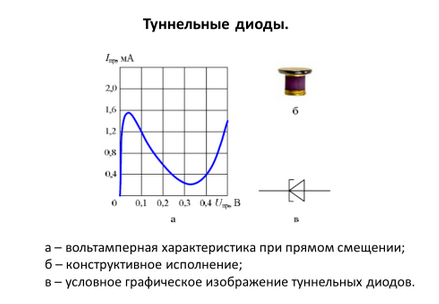 Туннельные диоды.
Iпр, мА
2,0
1,6
1,2
0,8
0,4
0 0,1 0,2 0,3 0,4 Uпр, В
а
б
в
а – вольтамперная характеристика при прямом смещении;
б – конструктивное исполнение;
в – условное графическое изображение туннельных диодов.